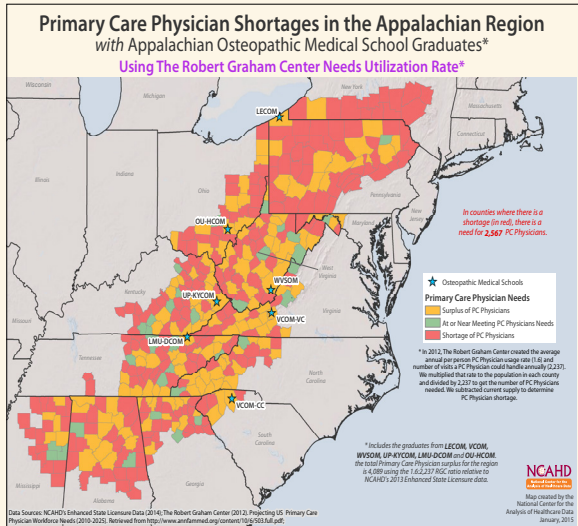 Primary Care Physician Shortages in the Appalachian Region
with Appalachian Osteopathic Medical School Graduates*
Using The Robert Graham Center Needs Utilization Rate*
Wisconsin
Michigan
New York
Massachusetts
LECOM
Connecticut
Illinois
Indiana
Ohio
Pennsylvania
New Jersey
OU-HCOM
Maryland
In counties where there is a
shortage (in red), there is a
need for 2,567 PC Physicians.
West
Virginia
WVSOM
Kentucky
UP-KYCOM
VCOM-VC
Virginia
Missouri
LMU-DCOM
Tennessee
North
Carolina
VCOM-CC
South
Carolina
Mississippi
Alabama
Georgia
Osteopathic Medical Schools
Primary Care Physician Needs
Surplus of PC Physicians
At or Near Meeting PC Physicians Needs
Shortage of PC Physicians
* In 2012, The Robert Graham Center created the average
annual per person PC Physician usage rate (1.6) and
number of visits a PC Physician could handle annually (2,237).
We multiplied that rate to the population in each county
and divided by 2,237 to get the number of PC Physicians
needed. We subtracted current supply to determine
PC Physician shortage.
* Includes the graduates from LECOM, VCOM,
WVSOM, UP-KYCOM, LMU-DCOM and OU-HCOM.
the total Primary Care Physician surplus for the region
is 4,089 using the 1.6:2,237 RGC ratio relative to
NCAHD's 2013 Enhanced State Licensure data.
NCAHD
National Center for the
Analysis of Healthcare Data
Map created by the
National Center for the
Analysis of Healthcare Data
January, 2015
Data Sources: NCAHD's Enhanced State Licensure Data (2014); The Robert Graham Center (2012). Projecting US Primary Care
Physician Workforce Needs (2010-2025), Retrieved from http://www.annfammed.org/content/10/6/503.full.pdf;